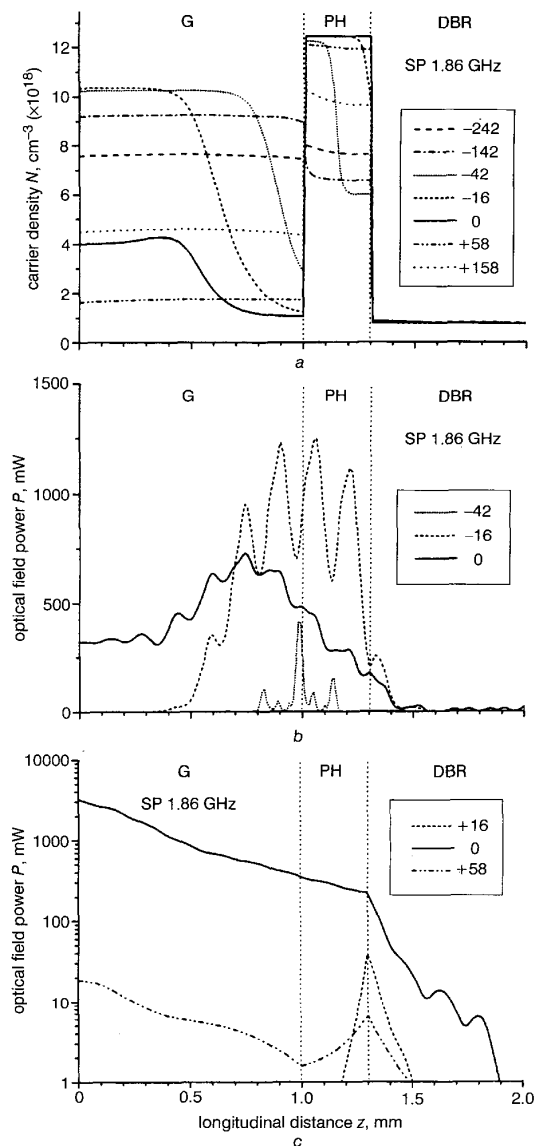 G PH DBR
SP 1.86 GHz
carrier density N, cm⁻³ (×10¹⁸)
12
10
8
6
4
2
0
−242
−142
−42
−16
0
+58
+158
a
G PH DBR
SP 1.86 GHz
optical field power P, mW
1500
1000
500
0
−42
−16
0
b
G PH DBR
SP 1.86 GHz
optical field power P, mW
10000
1000
100
10
1
+16
0
+58
0 0.5 1.0 1.5 2.0
longitudinal distance z, mm
c